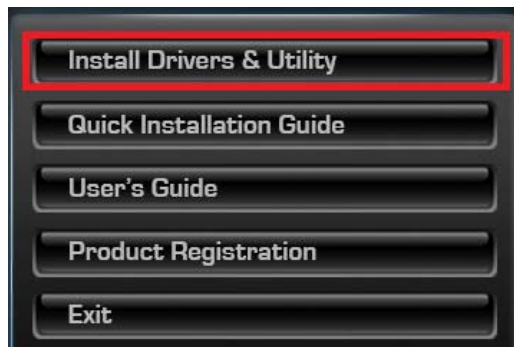 Install Drivers & Utility
Quick Installation Guide
User's Guide
Product Registration
Exit